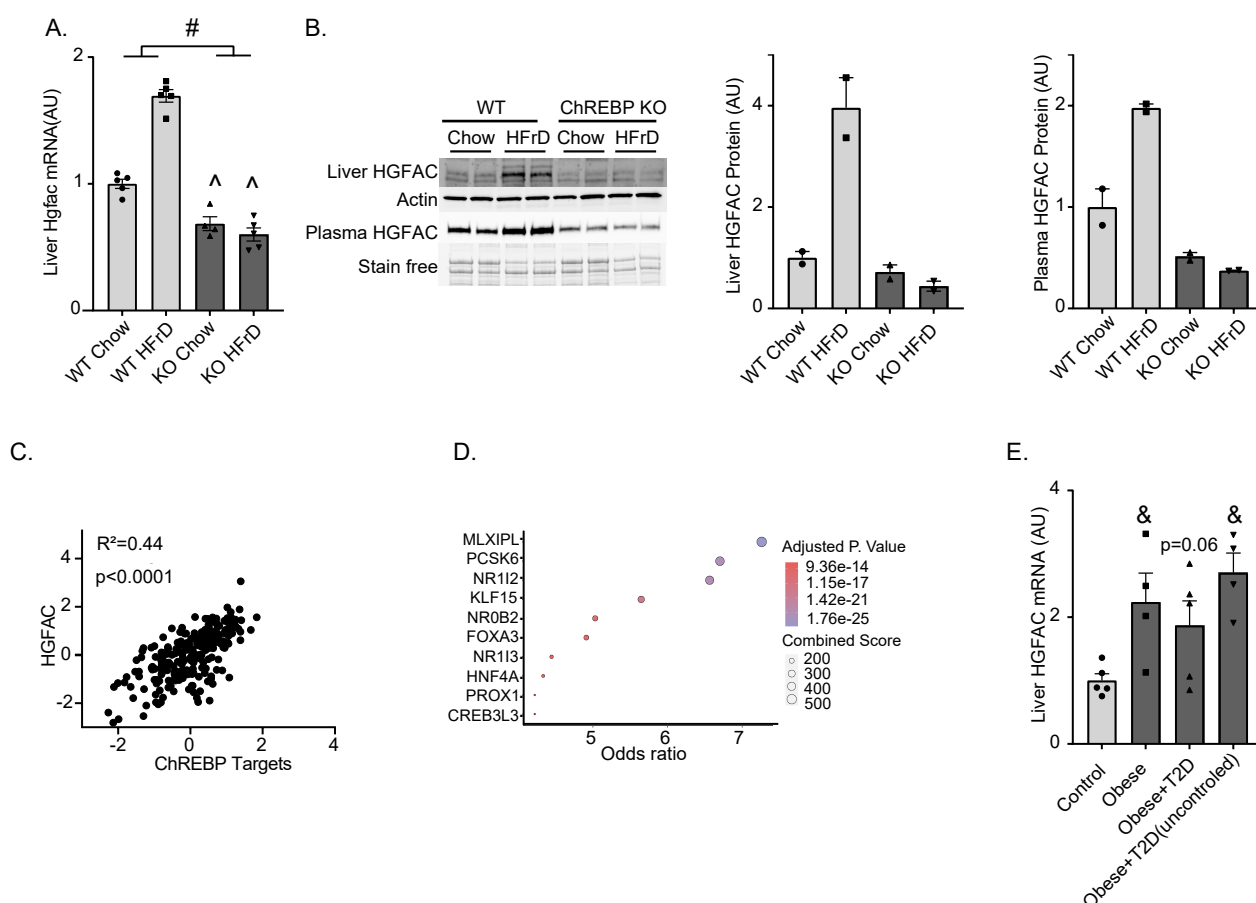 A.
#
Liver Hgfac mRNA(AU)
2
1
0
^
^
WT Chow
WT HFrD
KO Chow
KO HFrD
B.
WT
ChREBP KO
Chow
HFrD
Chow
HFrD
Liver HGFAC
Actin
Plasma HGFAC
Stain free
Liver HGFAC Protein (AU)
4
2
0
WT Chow
WT HFrD
KO Chow
KO HFrD
Plasma HGFAC Protein (AU)
2
1
0
WT Chow
WT HFrD
KO Chow
KO HFrD
C.
R²=0.44
p<0.0001
HGFAC
4
2
0
-2
-2
0
2
4
ChREBP Targets
D.
MLXIPL
PCSK6
NR1I2
KLF15
NR0B2
FOXA3
NR1I3
HNF4A
PROX1
CREB3L3
5
6
7
Odds ratio
Adjusted P. Value
9.36e-14
1.15e-17
1.42e-21
1.76e-25
Combined Score
200
300
400
500
E.
Liver HGFAC mRNA (AU)
4
2
0
&
p=0.06
&
Control
Obese
Obese+T2D
Obese+T2D(uncontroled)